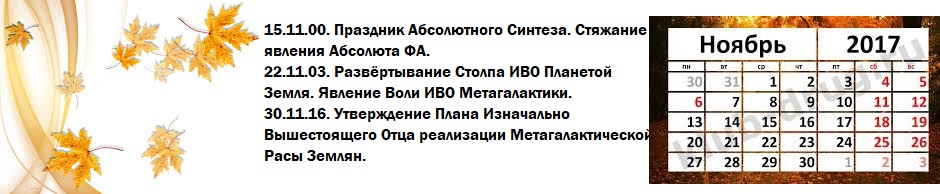 15.11.00. Праздник Абсолютного Синтеза. Стяжание
явления Абсолюта ФА.
22.11.03. Развёртывание Столпа ИВО Планетой
Земля. Явление Воли ИВО Метагалактики.
30.11.16. Утверждение Плана Изначально
Вышестоящего Отца реализации Метагалактической
Расы Землян.
Ноябрь 2017
пн вт ср чт пт сб вс
30 31 1 2 3 4 5
6 7 8 9 10 11 12
13 14 15 16 17 18 19
20 21 22 23 24 25 26
27 28 29 30 1 2 3